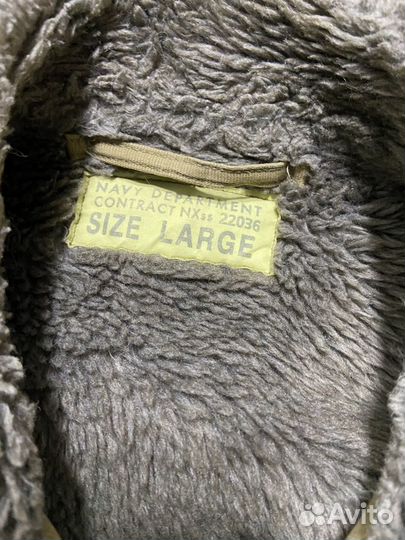 NAVY DEPARTMENT
CONTRACT NXss 22036
SIZE LARGE
Avito